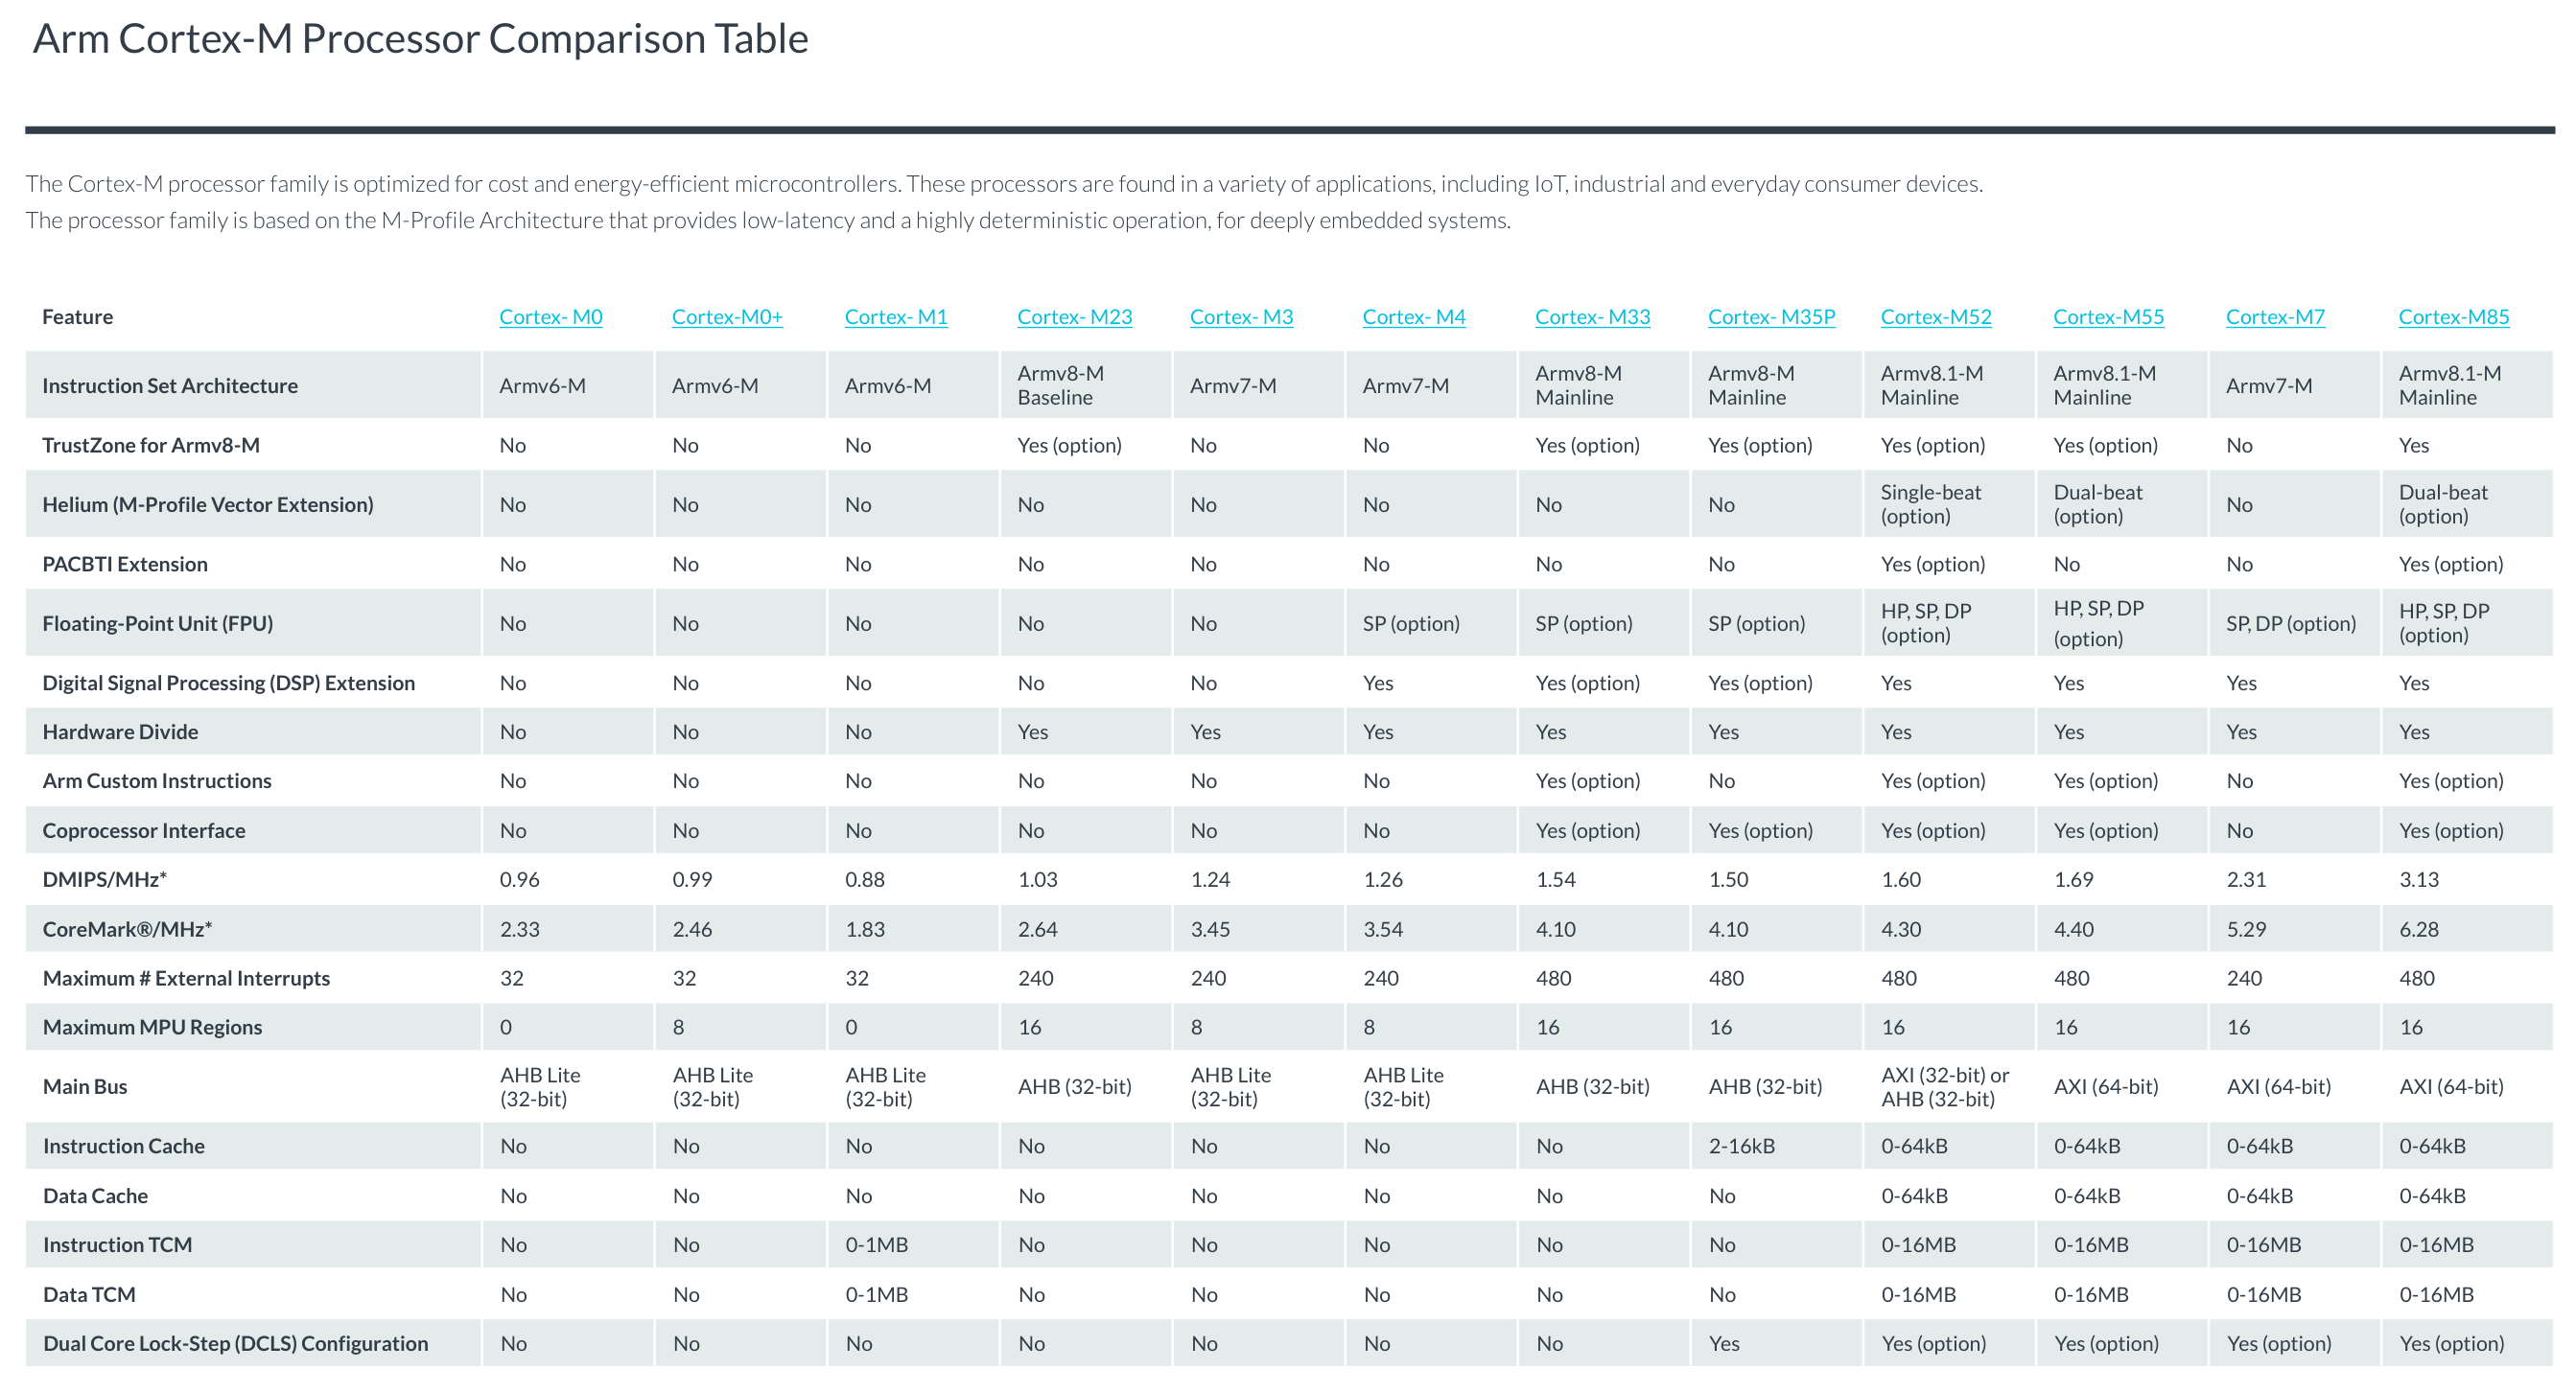 Arm Cortex-M Processor Comparison Table
The Cortex-M processor family is optimized for cost and energy-efficient microcontrollers. These processors are found in a variety of applications, including IoT, industrial and everyday consumer devices.
The processor family is based on the M-Profile Architecture that provides low-latency and a highly deterministic operation, for deeply embedded systems.
Feature Cortex- M0 Cortex-M0+ Cortex- M1 Cortex- M23 Cortex- M3 Cortex- M4 Cortex- M33 Cortex- M35P Cortex-M52 Cortex-M55 Cortex-M7 Cortex-M85
Instruction Set Architecture Armv6-M Armv6-M Armv6-M Armv8-M Baseline Armv7-M Armv7-M Armv8-M Mainline Armv8-M Mainline Armv8.1-M Mainline Armv8.1-M Mainline Armv7-M Armv8.1-M Mainline
TrustZone for Armv8-M No No No Yes (option) No No Yes (option) Yes (option) Yes (option) Yes (option) No Yes
Helium (M-Profile Vector Extension) No No No No No No No No Single-beat (option) Dual-beat (option) No Dual-beat (option)
PACBTI Extension No No No No No No No No Yes (option) No No Yes (option)
Floating-Point Unit (FPU) No No No No No SP (option) SP (option) SP (option) HP, SP, DP (option) HP, SP, DP (option) SP, DP (option) HP, SP, DP (option)
Digital Signal Processing (DSP) Extension No No No No No Yes Yes (option) Yes (option) Yes Yes Yes Yes
Hardware Divide No No No Yes Yes Yes Yes Yes Yes Yes Yes Yes
Arm Custom Instructions No No No No No No Yes (option) No Yes (option) Yes (option) No Yes (option)
Coprocessor Interface No No No No No No Yes (option) Yes (option) Yes (option) Yes (option) No Yes (option)
DMIPS/MHz* 0.96 0.99 0.88 1.03 1.24 1.26 1.54 1.50 1.60 1.69 2.31 3.13
CoreMark®/MHz* 2.33 2.46 1.83 2.64 3.45 3.54 4.10 4.10 4.30 4.40 5.29 6.28
Maximum # External Interrupts 32 32 32 240 240 240 480 480 480 480 240 480
Maximum MPU Regions 0 8 0 16 8 8 16 16 16 16 16 16
Main Bus AHB Lite (32-bit) AHB Lite (32-bit) AHB Lite (32-bit) AHB (32-bit) AHB Lite (32-bit) AHB Lite (32-bit) AHB (32-bit) AHB (32-bit) AXI (32-bit) or AHB (32-bit) AXI (64-bit) AXI (64-bit) AXI (64-bit)
Instruction Cache No No No No No No No 2-16kB 0-64kB 0-64kB 0-64kB 0-64kB
Data Cache No No No No No No No No 0-64kB 0-64kB 0-64kB 0-64kB
Instruction TCM No No 0-1MB No No No No No 0-16MB 0-16MB 0-16MB 0-16MB
Data TCM No No 0-1MB No No No No No 0-16MB 0-16MB 0-16MB 0-16MB
Dual Core Lock-Step (DCLS) Configuration No No No No No No No Yes Yes (option) Yes (option) Yes (option) Yes (option)